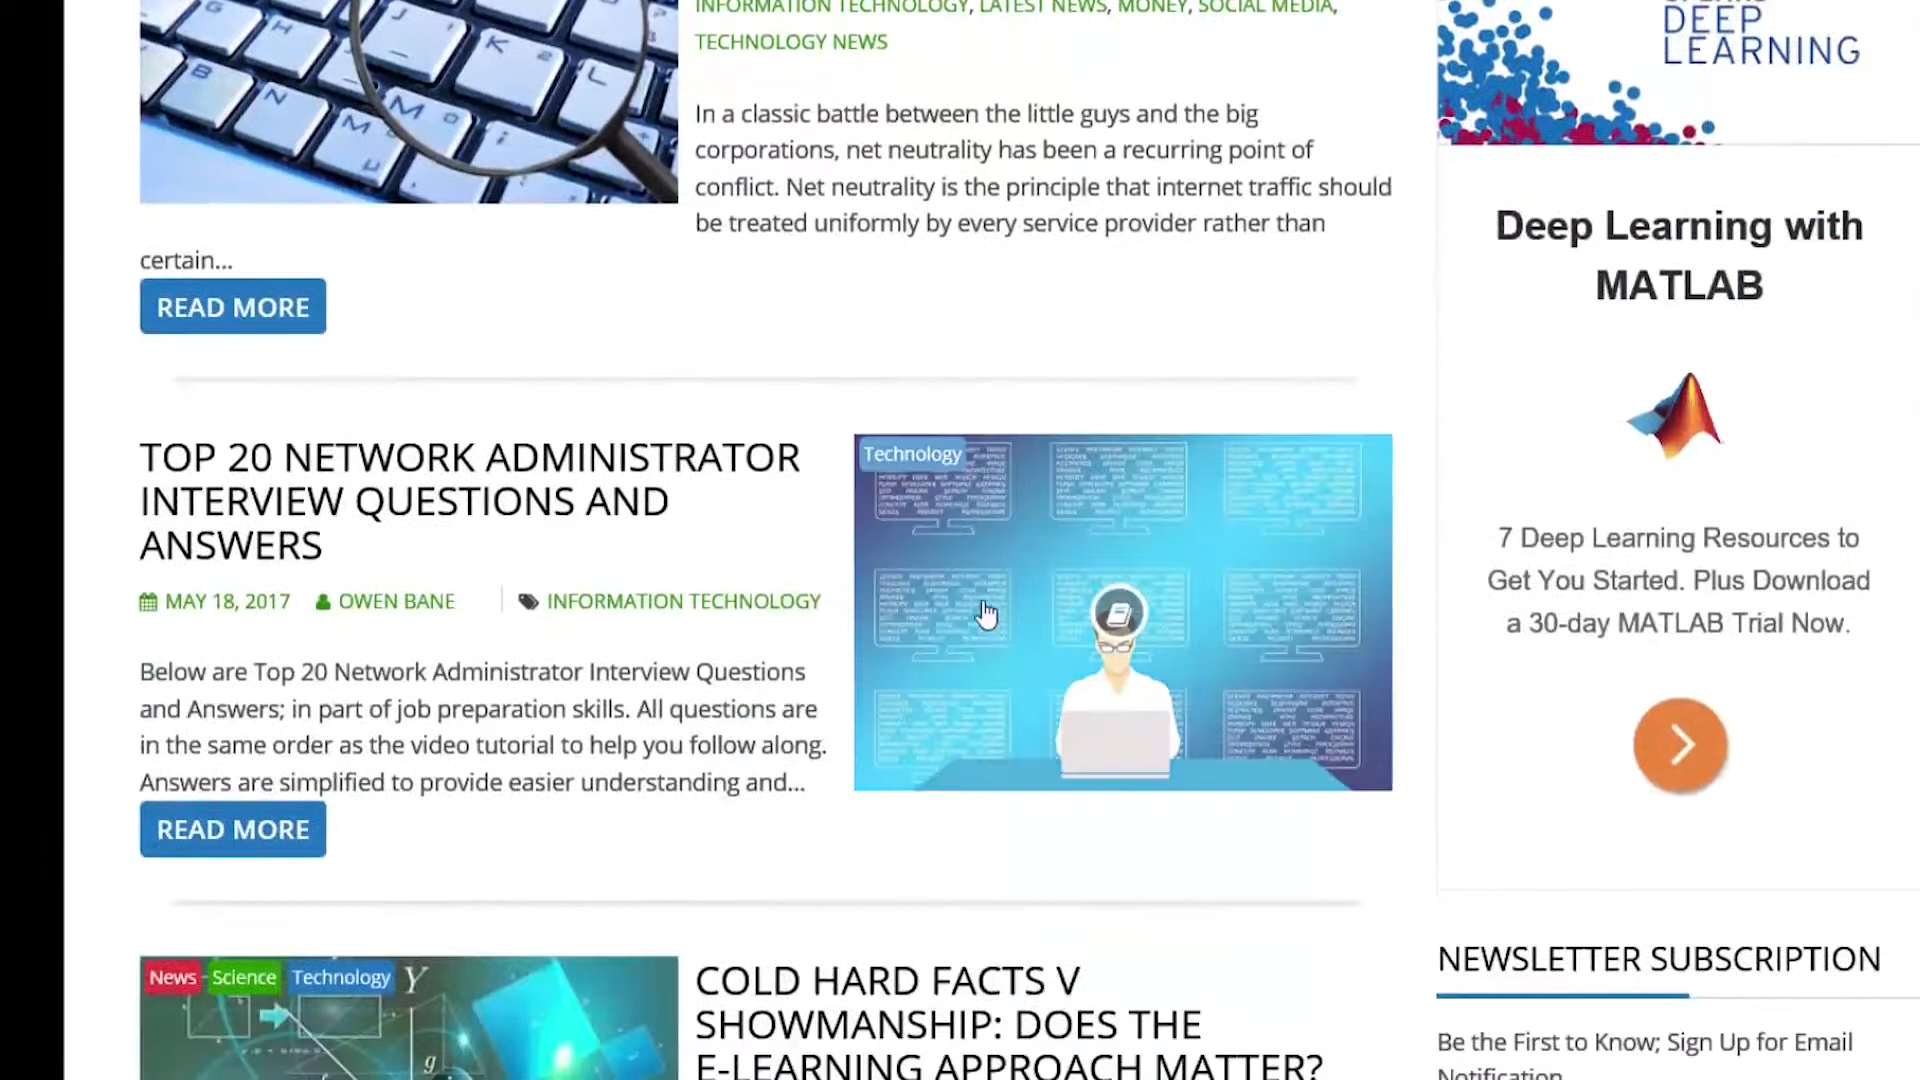 INFORMATION TECHNOLOGY, LATEST NEWS, MONEY, SOCIAL MEDIA,
TECHNOLOGY NEWS
In a classic battle between the little guys and the big
corporations, net neutrality has been a recurring point of
conflict. Net neutrality is the principle that internet traffic should
be treated uniformly by every service provider rather than
certain...
READ MORE
TOP 20 NETWORK ADMINISTRATOR
INTERVIEW QUESTIONS AND
ANSWERS
MAY 18, 2017 OWEN BANE INFORMATION TECHNOLOGY
Below are Top 20 Network Administrator Interview Questions
and Answers; in part of job preparation skills. All questions are
in the same order as the video tutorial to help you follow along.
Answers are simplified to provide easier understanding and...
READ MORE
Technology
News Science Technology Y
g
COLD HARD FACTS V
SHOWMANSHIP: DOES THE
E-LEARNING APPROACH MATTER?
DEEP
LEARNING
Deep Learning with
MATLAB
7 Deep Learning Resources to
Get You Started. Plus Download
a 30-day MATLAB Trial Now.
NEWSLETTER SUBSCRIPTION
Be the First to Know; Sign Up for Email
Notification
J K L
B N M